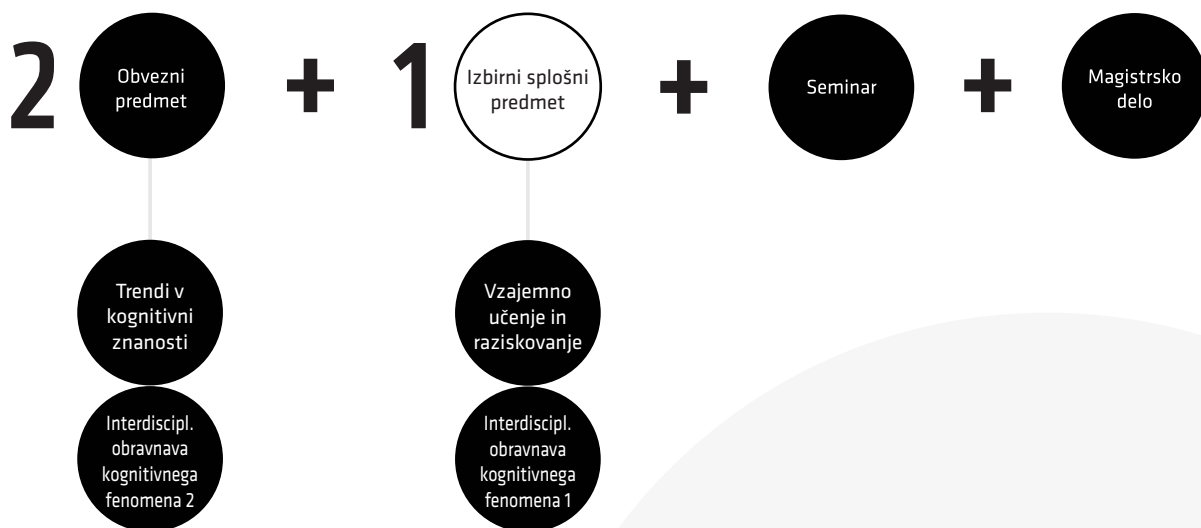 2
Obvezni
predmet
+
1
Izbirni splošni
predmet
+
Seminar
+
Magistrsko
delo
Trendi v
kognitivni
znanosti
Vzajemno
učenje in
raziskovanje
Interdiscipl.
obravnava
kognitivnega
fenomena 2
Interdiscipl.
obravnava
kognitivnega
fenomena 1